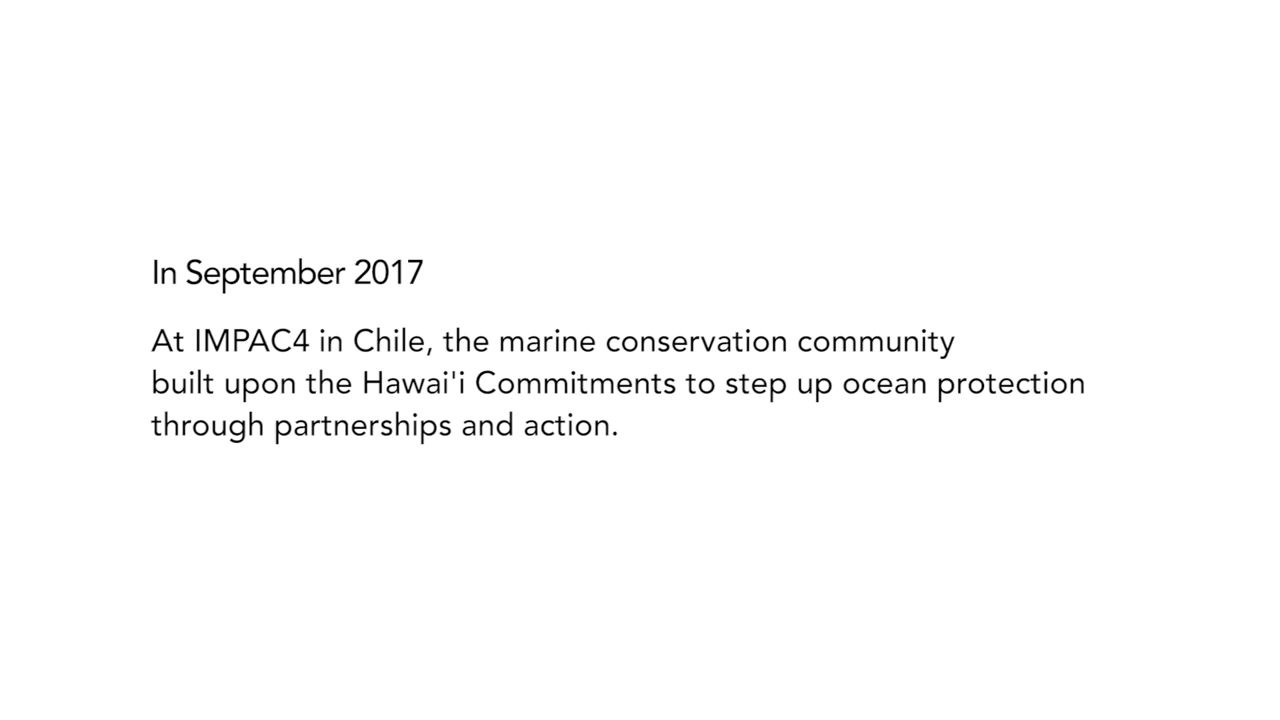 In September 2017
At IMPAC4 in Chile, the marine conservation community
built upon the Hawai'i Commitments to step up ocean protection
through partnerships and action.